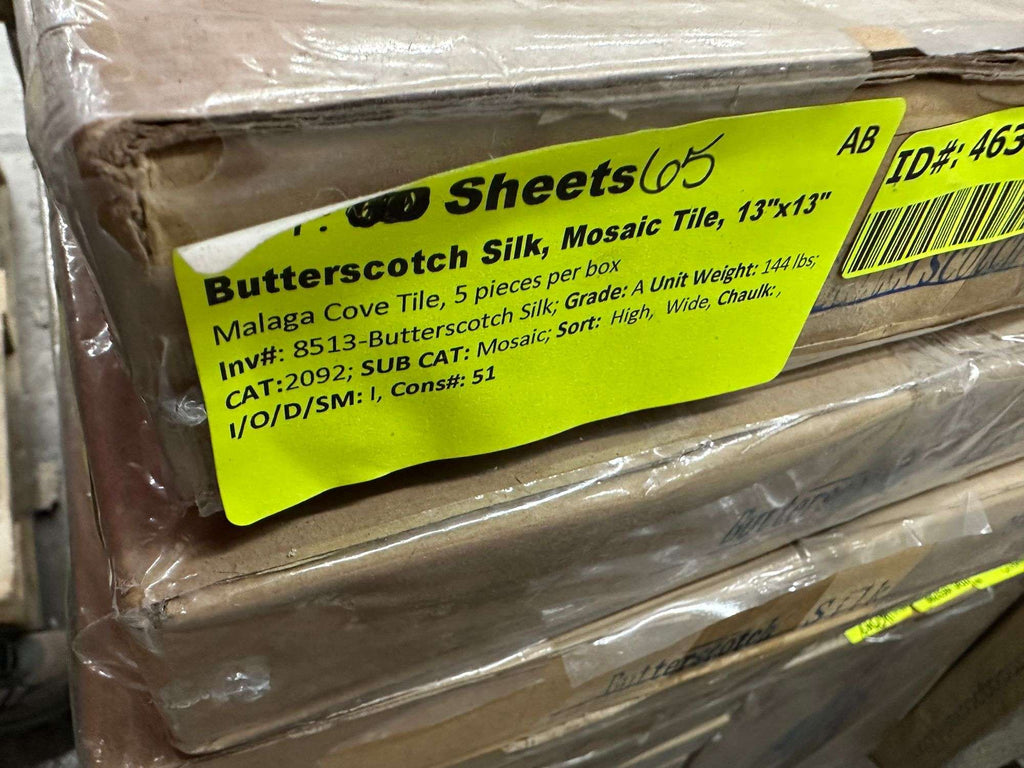 Sheets 65
AB
Butterscotch Silk, Mosaic Tile, 13"x13"
Malaga Cove Tile, 5 pieces per box
Inv#: 8513-Butterscotch Silk; Grade: A Unit Weight: 144 lbs;
CAT:2092; SUB CAT: Mosaic; Sort: High, Wide, Chaulk: ,
I/O/D/SM: I, Cons#: 51
ID#: 463
Butterscotch